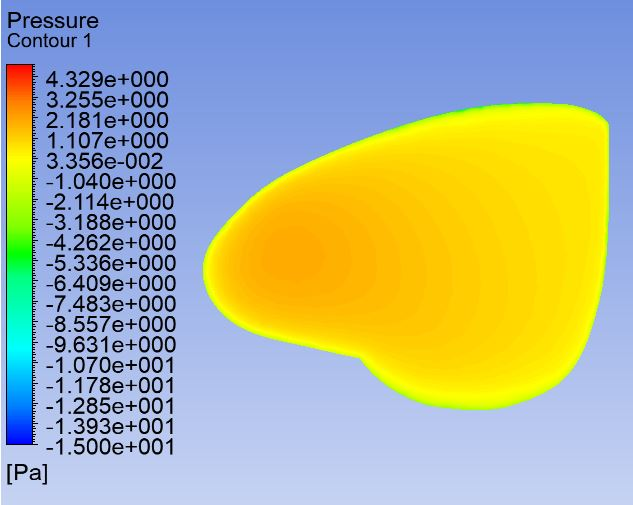 Pressure
Contour 1
4.329e+000
3.255e+000
2.181e+000
1.107e+000
3.356e-002
-1.040e+000
-2.114e+000
-3.188e+000
-4.262e+000
-5.336e+000
-6.409e+000
-7.483e+000
-8.557e+000
-9.631e+000
-1.070e+001
-1.178e+001
-1.285e+001
-1.393e+001
-1.500e+001
[Pa]